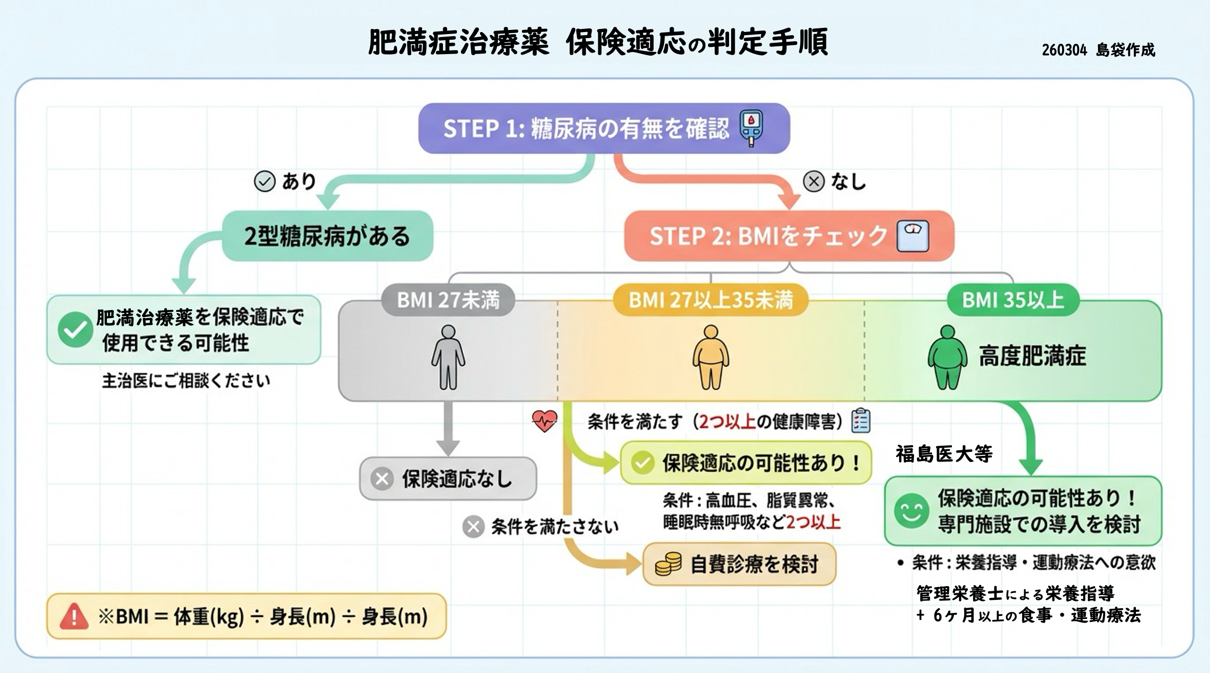 肥満症治療薬 保険適応の判定手順
260304 島袋作成
STEP 1: 糖尿病の有無を確認
あり
なし
2型糖尿病がある
STEP 2: BMIをチェック
肥満治療薬を保険適応で
使用できる可能性
主治医にご相談ください
BMI 27未満
BMI 27以上35未満
BMI 35以上
高度肥満症
条件を満たす（2つ以上の健康障害）
保険適応なし
保険適応の可能性あり！
条件：高血圧、脂質異常、
睡眠時無呼吸など2つ以上
条件を満たさない
自費診療を検討
福島医大等
保険適応の可能性あり！
専門施設での導入を検討
• 条件：栄養指導・運動療法への意欲
管理栄養士による栄養指導
+ 6ケ月以上の食事・運動療法
※BMI = 体重(kg) ÷ 身長(m) ÷ 身長(m)